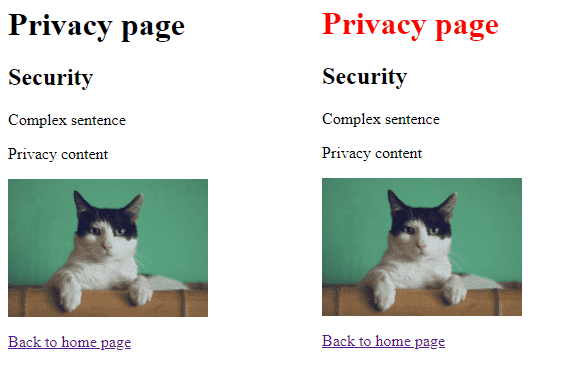 Privacy page
Security
Complex sentence
Privacy content
Back to home page
Privacy page
Security
Complex sentence
Privacy content
Back to home page